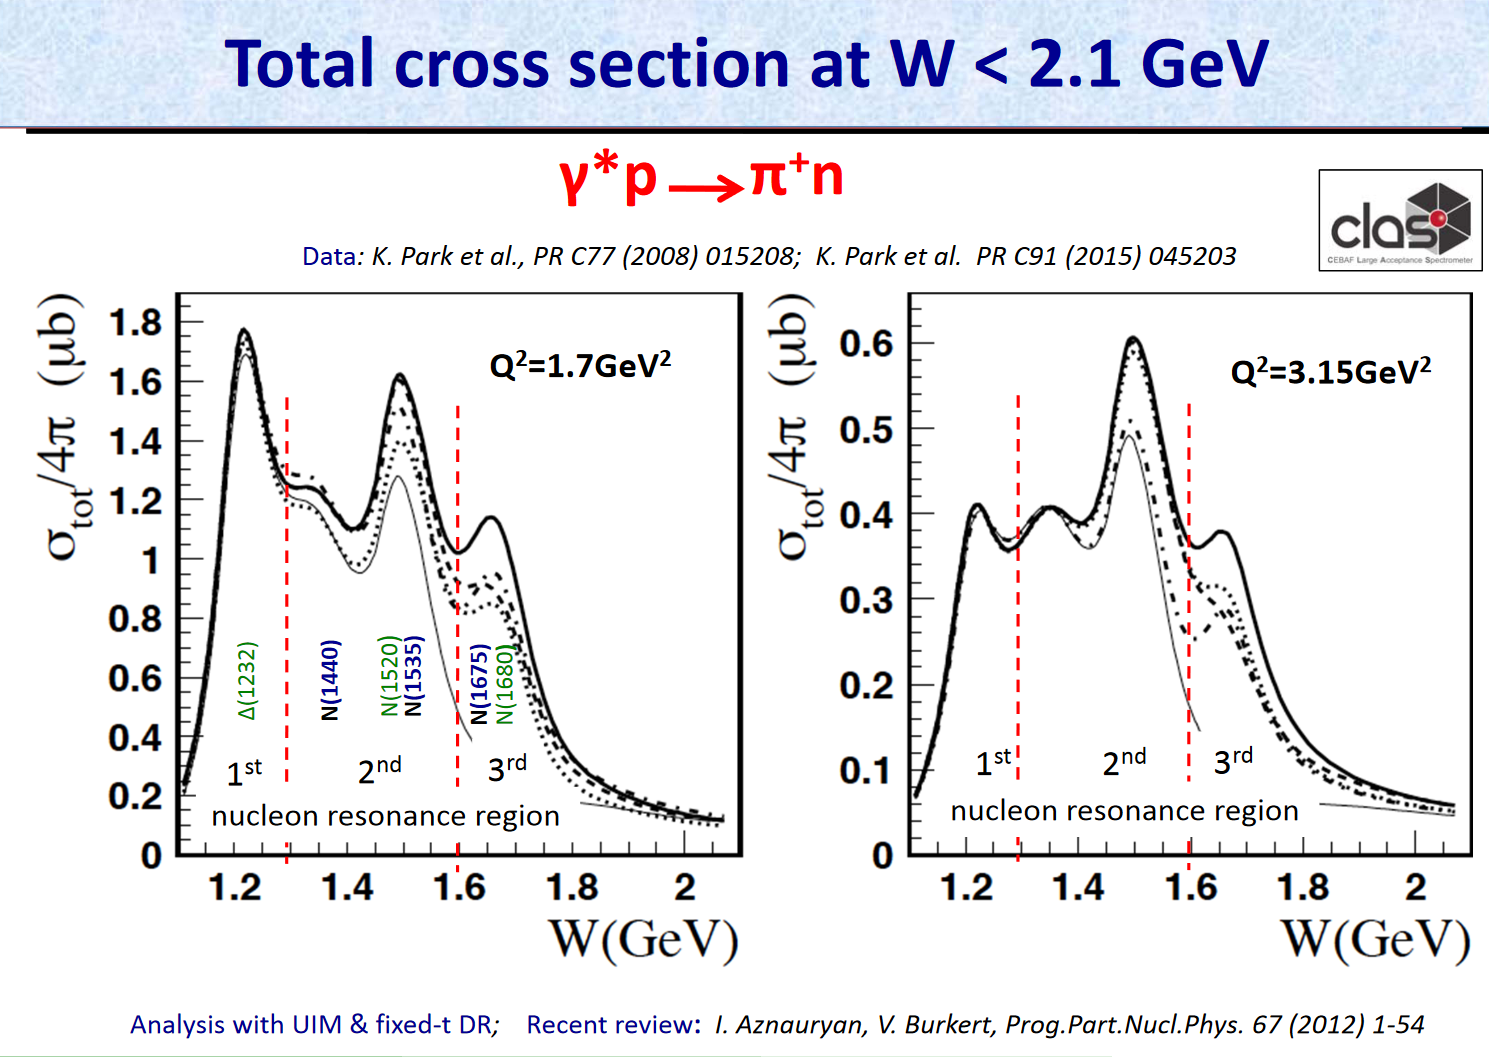 Total cross section at W < 2.1 GeV
γ*p → π⁺n
clas
CEBAF Large Acceptance Spectrometer
Data: K. Park et al., PR C77 (2008) 015208; K. Park et al. PR C91 (2015) 045203
σtot/4π (μb)
1.8
1.6
1.4
1.2
1
0.8
0.6
0.4
0.2
0
Q²=1.7GeV²
Δ(1232)
N(1440)
N(1520)
N(1535)
N(1675)
N(1680)
1st 2nd 3rd
nucleon resonance region
1.2 1.4 1.6 1.8 2
W(GeV)
σtot/4π (μb)
0.6
0.5
0.4
0.3
0.2
0.1
0
Q²=3.15GeV²
1st 2nd 3rd
nucleon resonance region
1.2 1.4 1.6 1.8 2
W(GeV)
Analysis with UIM & fixed-t DR; Recent review: I. Aznauryan, V. Burkert, Prog.Part.Nucl.Phys. 67 (2012) 1-54